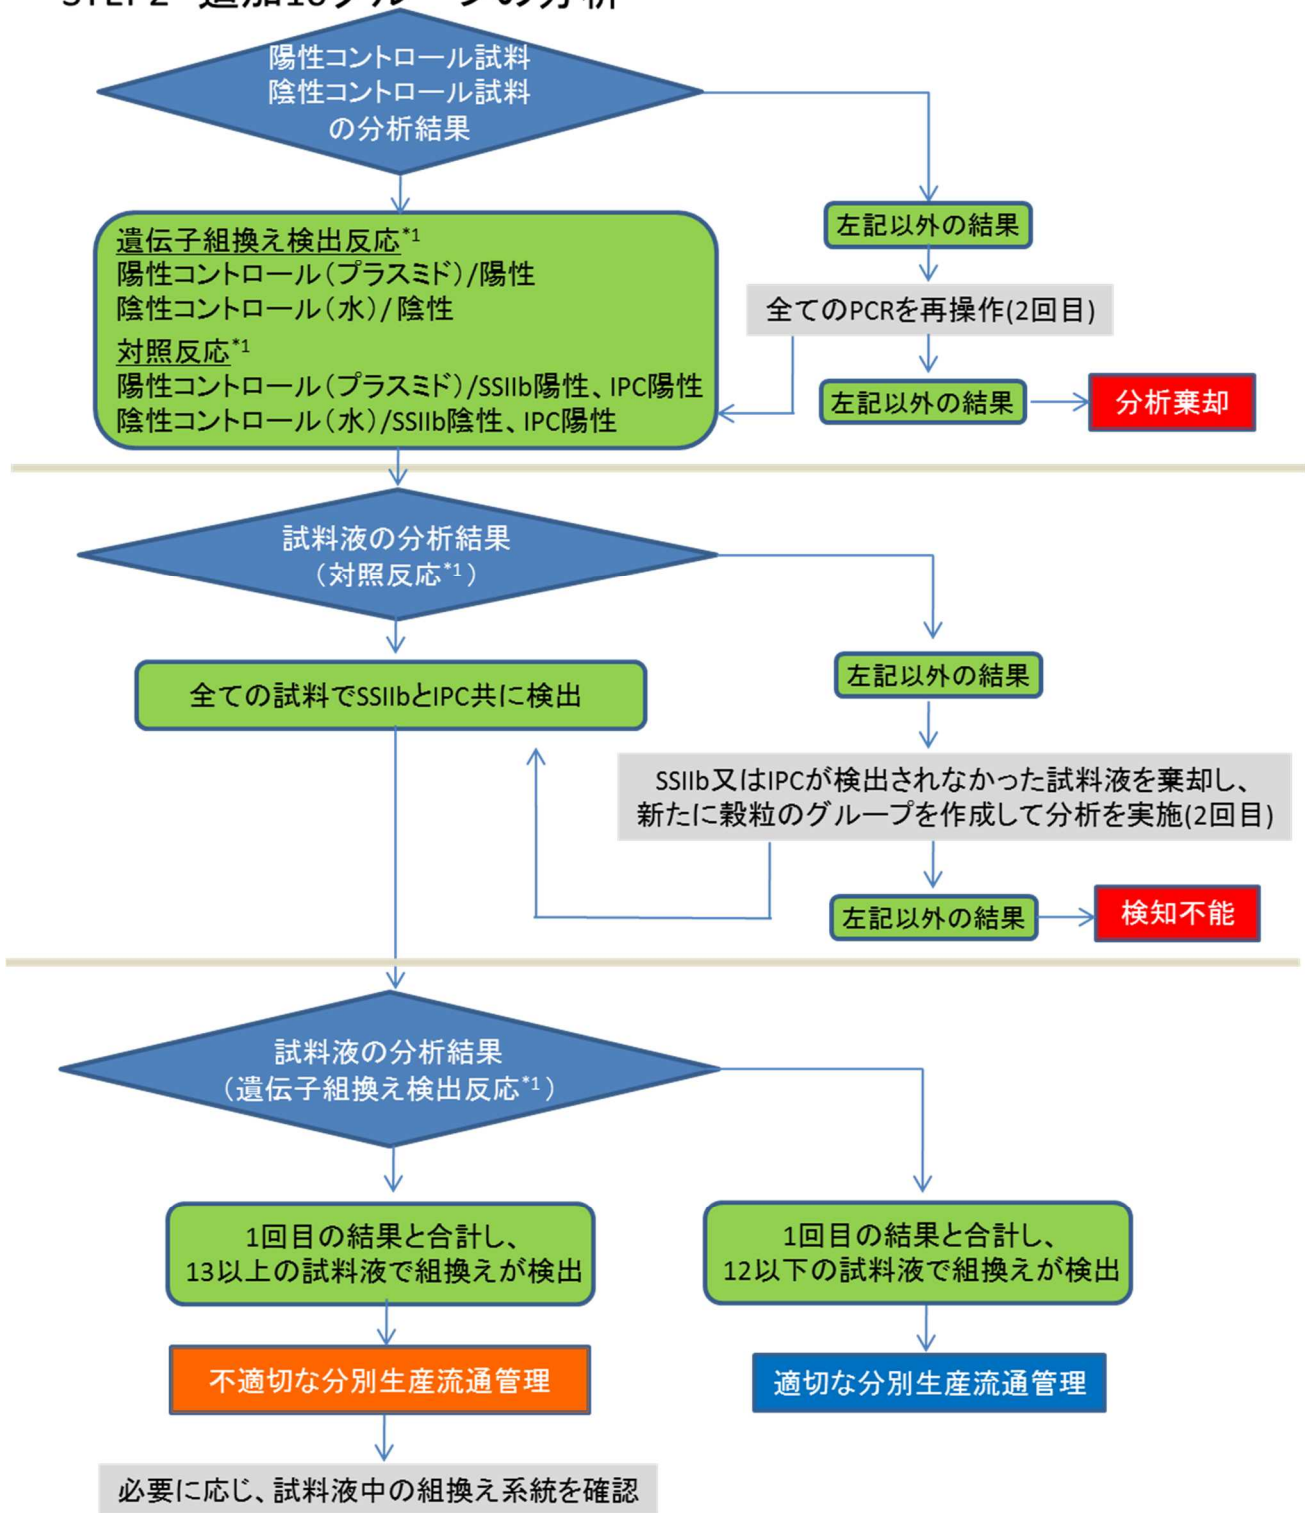 STEP2 追加10グループの分析
陽性コントロール試料
陰性コントロール試料
の分析結果
遺伝子組換え検出反応*1
陽性コントロール（プラスミド）/陽性
陰性コントロール（水）/陰性
対照反応*1
陽性コントロール（プラスミド）/SSIIb陽性、IPC陽性
陰性コントロール（水）/SSIIb陰性、IPC陽性
左記以外の結果
全てのPCRを再操作(2回目)
左記以外の結果
分析棄却
試料液の分析結果
（対照反応*1）
全ての試料でSSIIbとIPC共に検出
左記以外の結果
SSIIb又はIPCが検出されなかった試料液を棄却し、
新たに穀粒のグループを作成して分析を実施(2回目)
左記以外の結果
検知不能
試料液の分析結果
（遺伝子組換え検出反応*1）
1回目の結果と合計し、
13以上の試料液で組換えが検出
1回目の結果と合計し、
12以下の試料液で組換えが検出
不適切な分別生産流通管理
適切な分別生産流通管理
必要に応じ、試料液中の組換え系統を確認